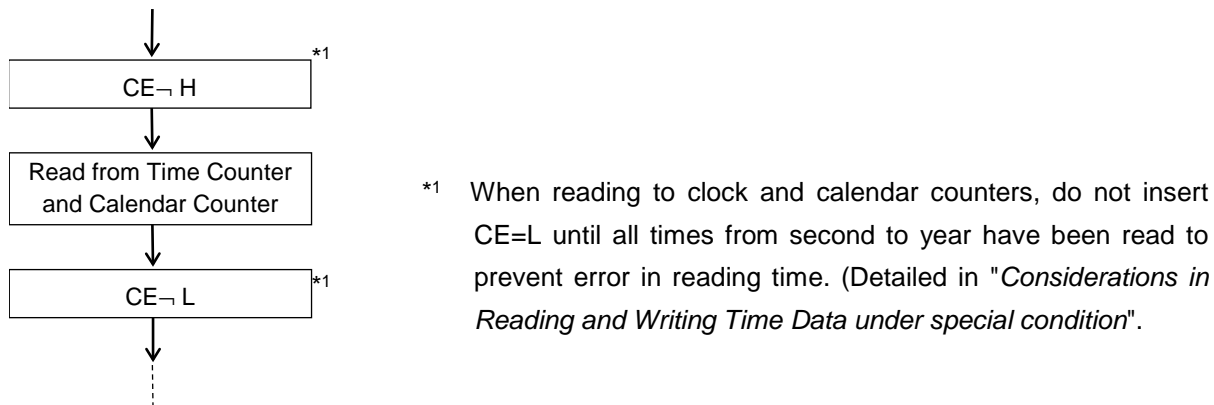 *1
CE¬ H
Read from Time Counter
and Calendar Counter
CE¬ L
*1
*1 When reading to clock and calendar counters, do not insert
CE=L until all times from second to year have been read to
prevent error in reading time. (Detailed in "Considerations in
Reading and Writing Time Data under special condition".